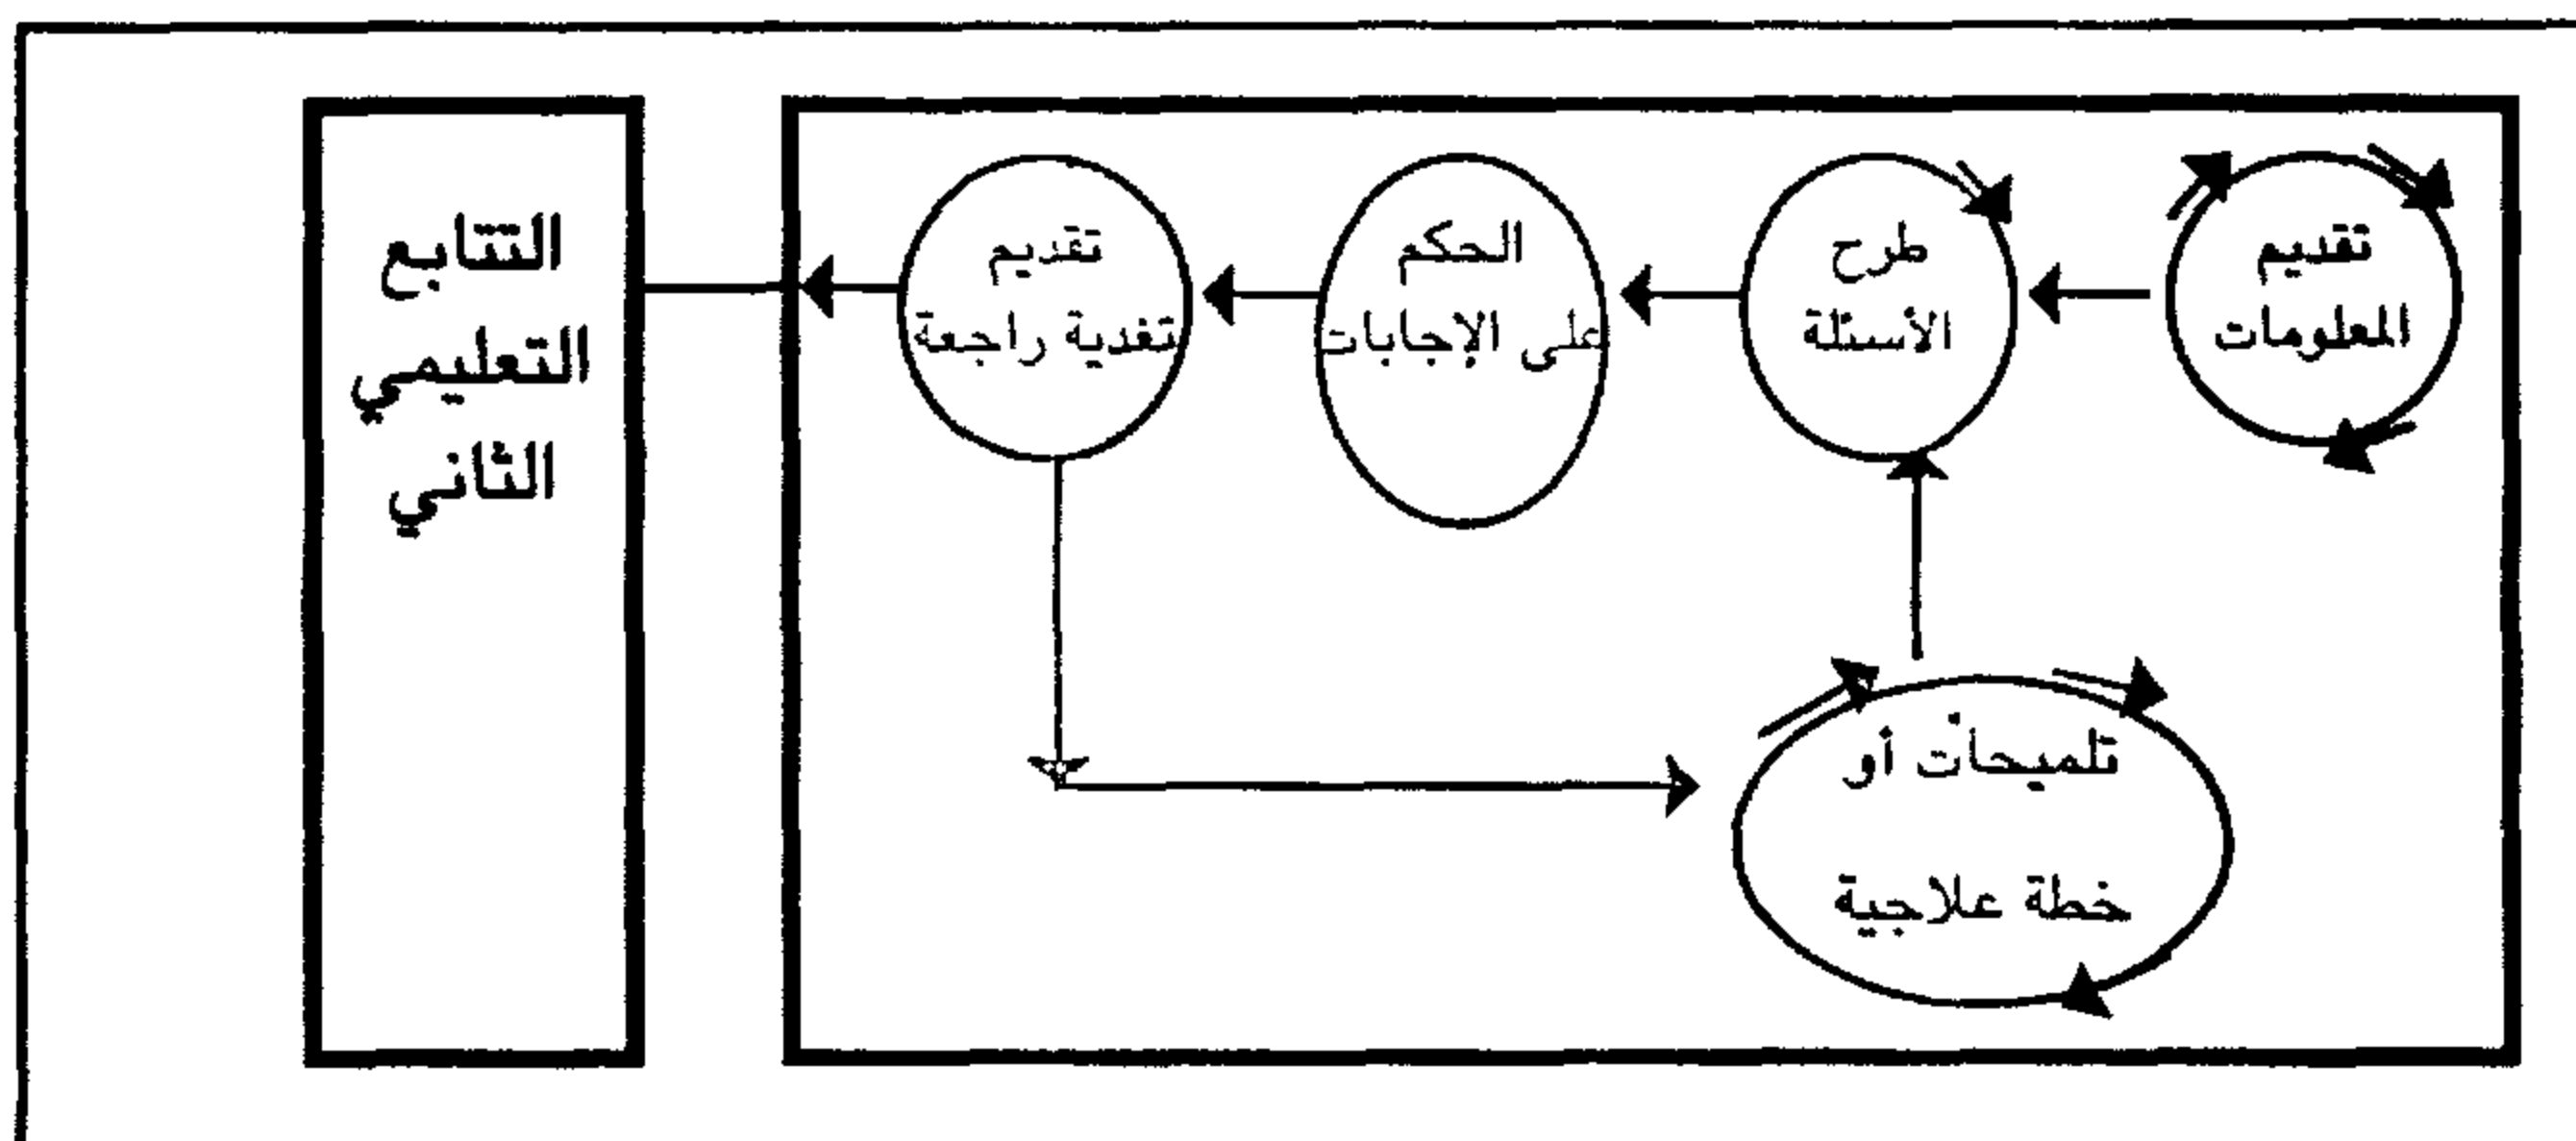 تقديم
المعلومات
طرح
الأسئلة
الحكم
على الإجابات
تقديم
تغدية راجعة
تلميحات أو
خطة علاجية
التتابع
التعليمي
الثاني